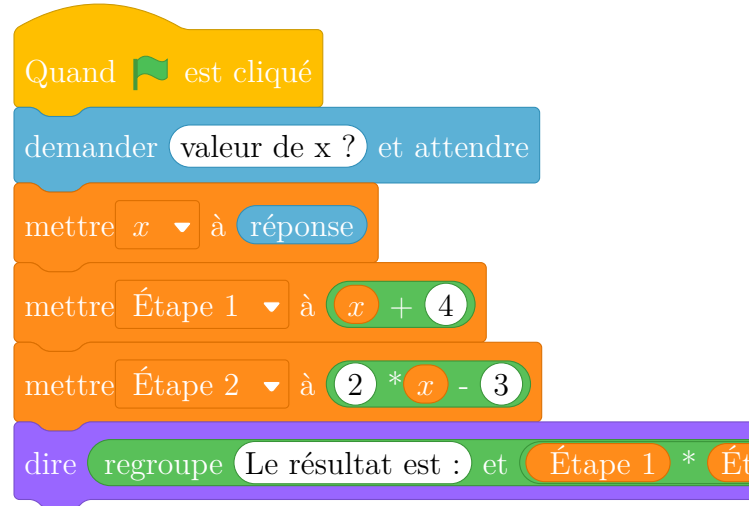 Quand est cliqué
demander valeur de x ? et attendre
mettre x à réponse
mettre Étape 1 à x + 4
mettre Étape 2 à 2 * x - 3
dire regroupe Le résultat est : et Étape 1 *